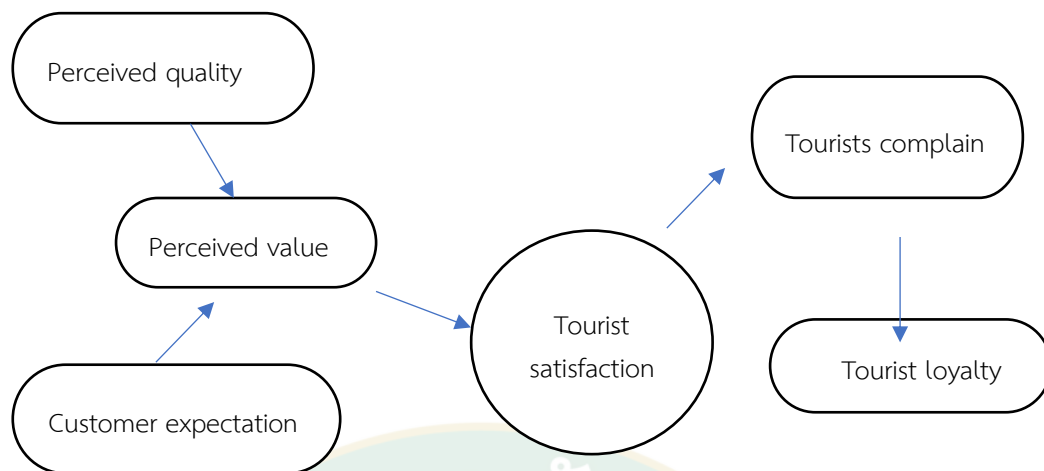 Perceived quality
Tourists complain
Perceived value
Tourist
satisfaction
Tourist loyalty
Customer expectation